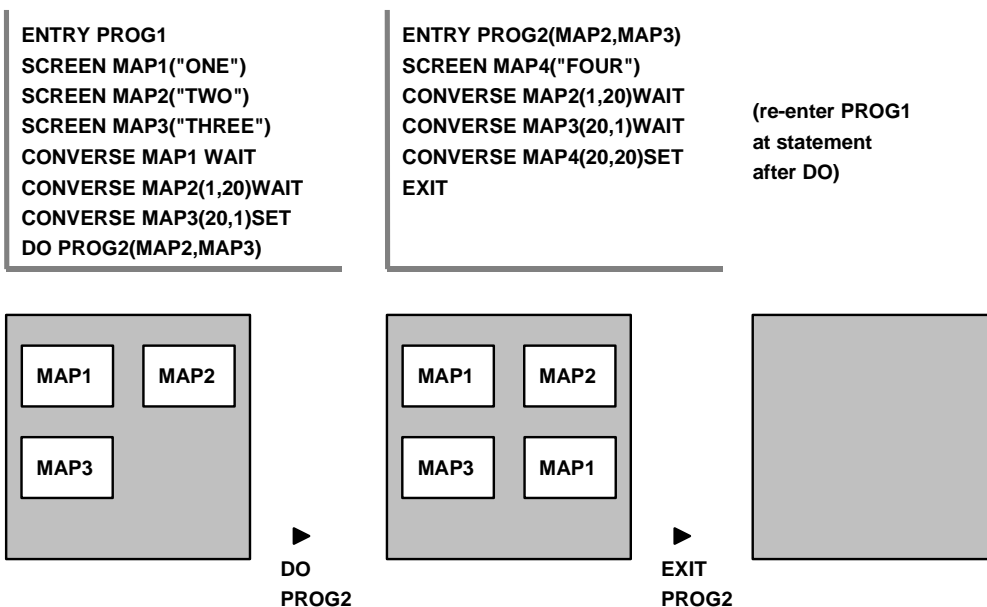 ENTRY PROG1
SCREEN MAP1("ONE")
SCREEN MAP2("TWO")
SCREEN MAP3("THREE")
CONVERSE MAP1 WAIT
CONVERSE MAP2(1,20)WAIT
CONVERSE MAP3(20,1)SET
DO PROG2(MAP2,MAP3)
ENTRY PROG2(MAP2,MAP3)
SCREEN MAP4("FOUR")
CONVERSE MAP2(1,20)WAIT
CONVERSE MAP3(20,1)WAIT
CONVERSE MAP4(20,20)SET
EXIT
(re-enter PROG1
at statement
after DO)
MAP1 MAP2
MAP3
DO
PROG2
MAP1 MAP2
MAP3 MAP1
EXIT
PROG2